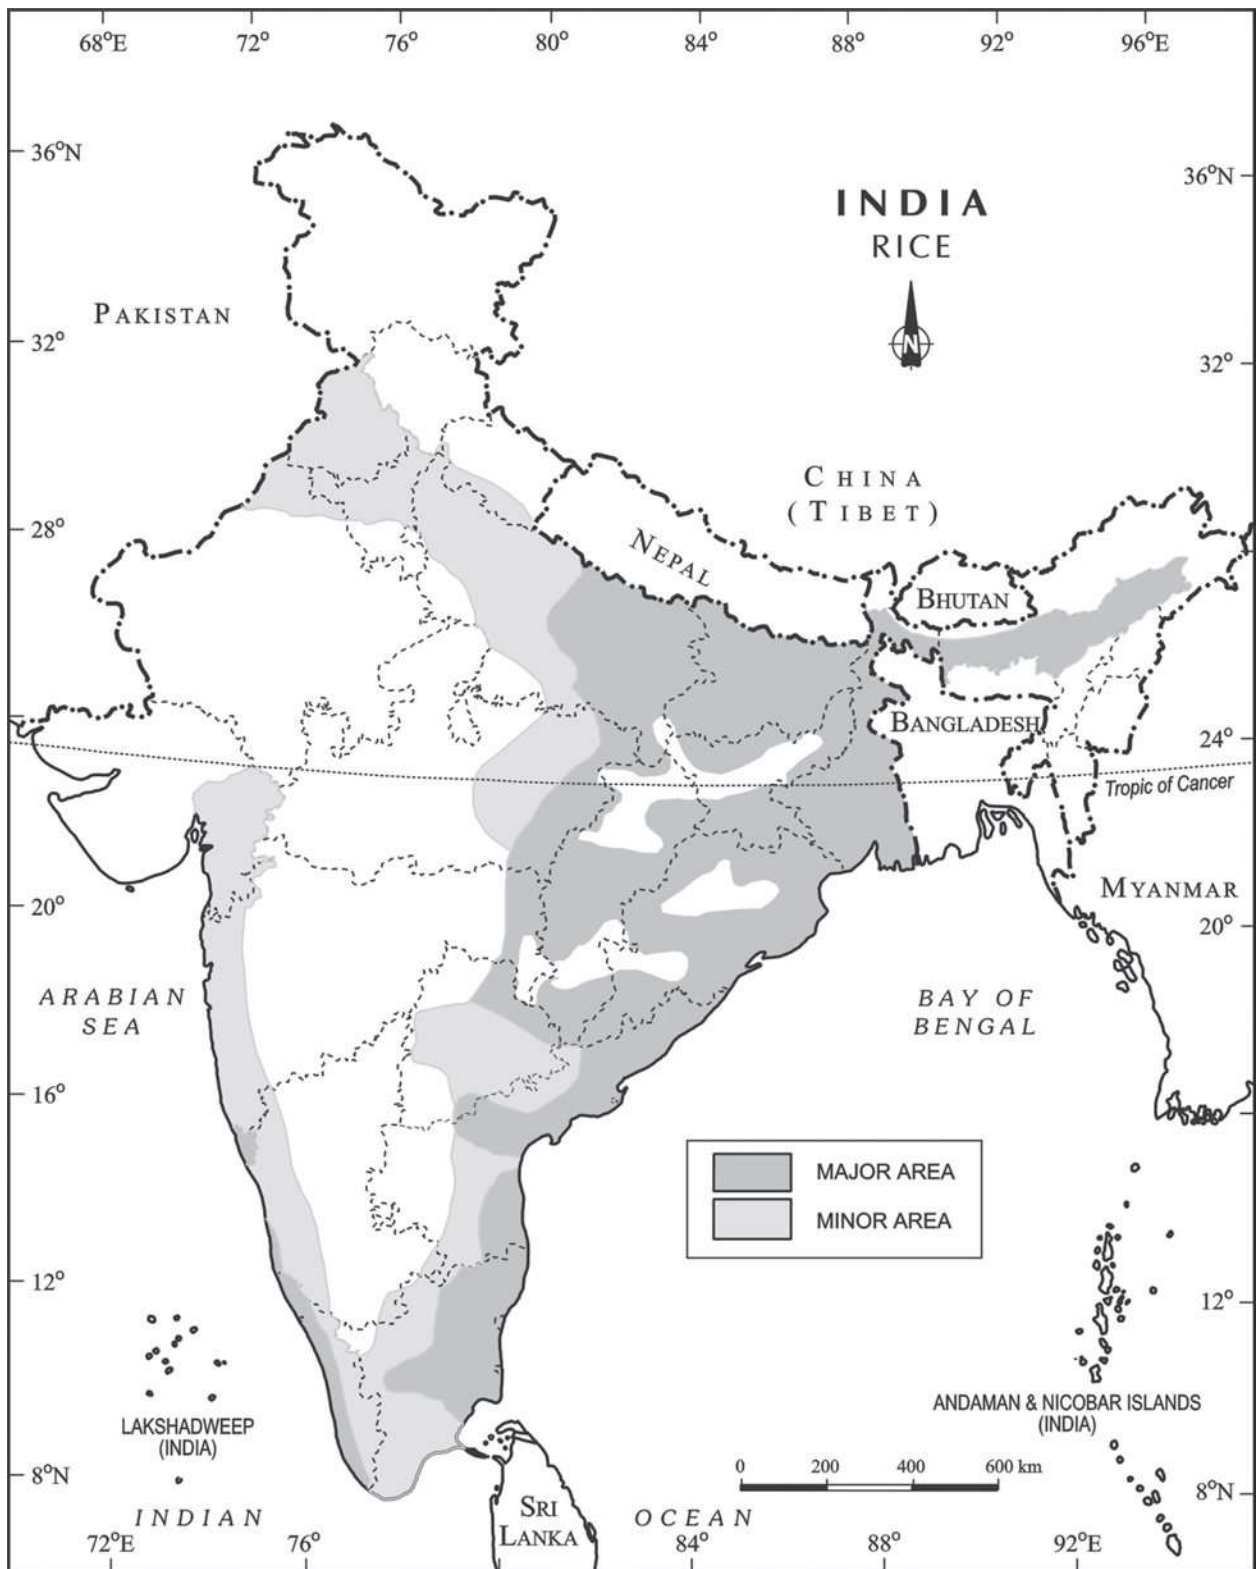 68°E 72° 76° 80° 84° 88° 92° 96°E
36°N
36°N
INDIA
RICE
N
PAKISTAN
32°
32°
CHINA
(TIBET)
28°
28°
NEPAL
BHUTAN
BANGLADESH
24°
Tropic of Cancer
20°
MYANMAR
20°
ARABIAN
SEA
BAY OF
BENGAL
16°
MAJOR AREA
MINOR AREA
12°
12°
LAKSHADWEEP
(INDIA)
ANDAMAN & NICOBAR ISLANDS
(INDIA)
8°N
0 200 400 600 km
8°N
INDIAN
SRI
LANKA
OCEAN
72°E 76° 84° 88° 92°E